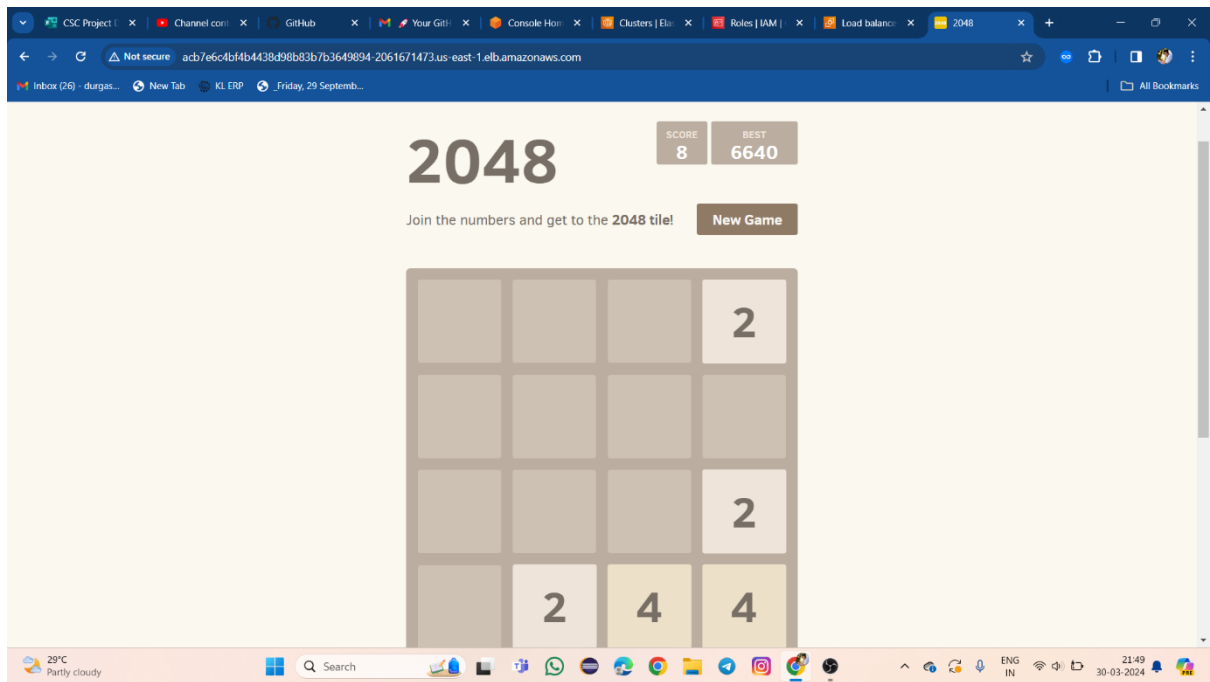 CSC Project D
Channel cont
GitHub
Your GitH
Console Hom
Clusters | Elas
Roles | IAM |
Load balance
2048
Not secure
acb7e6c4bf4b4438d98b83b7b3649894-2061671473.us-east-1.elb.amazonaws.com
Inbox (26) - durgas...
New Tab
KL ERP
_Friday, 29 Septemb...
All Bookmarks
2048
SCORE
8
BEST
6640
Join the numbers and get to the 2048 tile!
New Game
2
2
2 4 4
29°C
Partly cloudy
Search
ENG
IN
21:49
30-03-2024
PRE